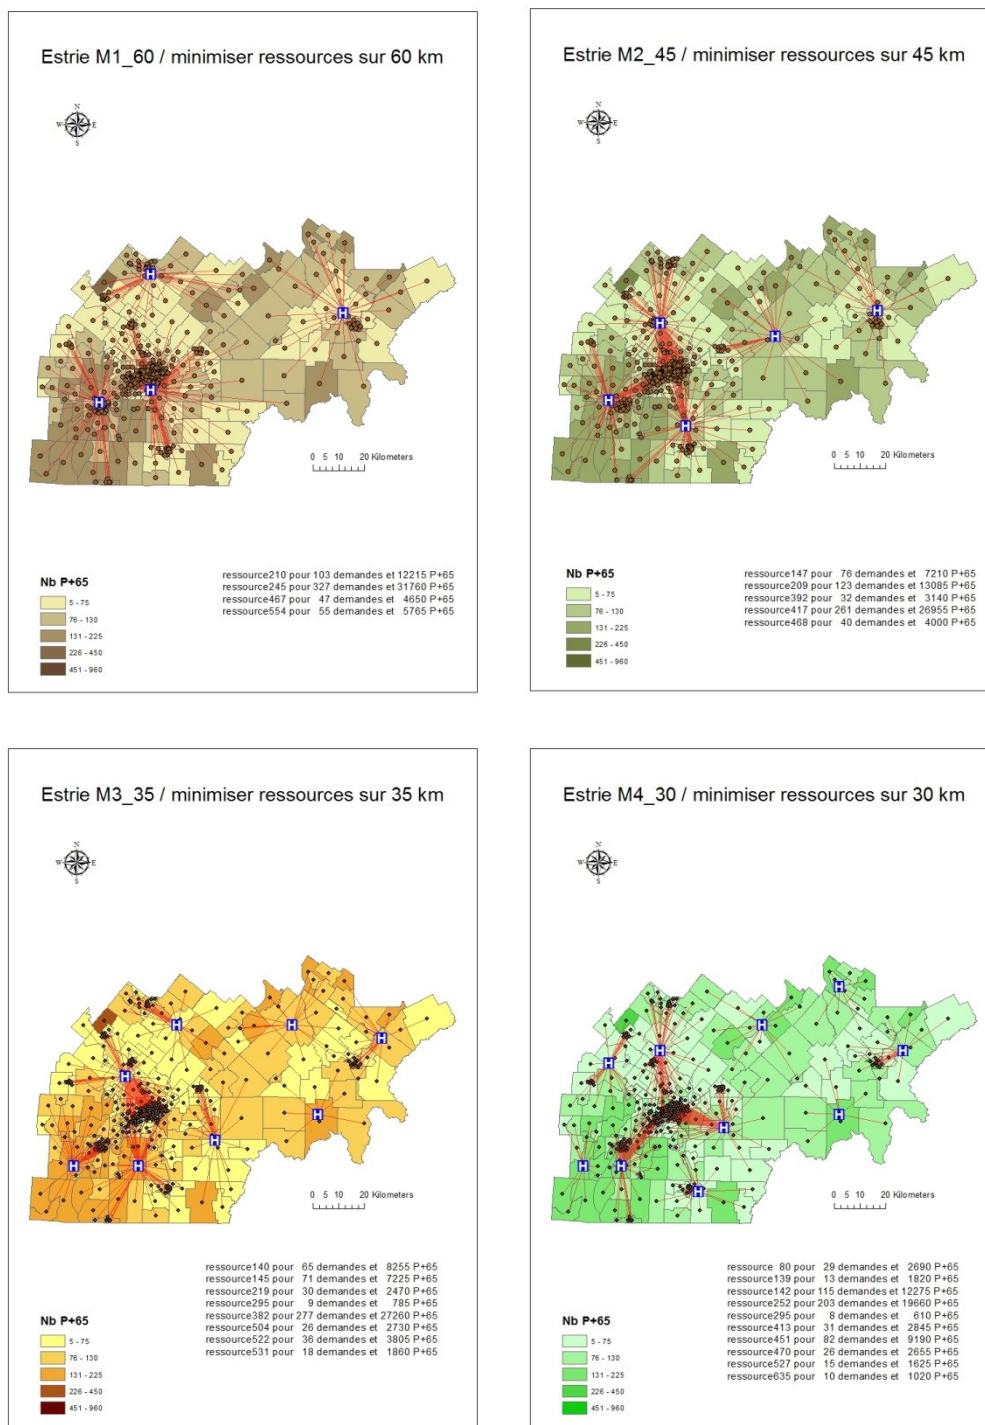 Estrie M1_60 / minimiser ressources sur 60 km
N
W E
S
H
H
H
H
0 5 10 20 Kilometers
Nb P+65
5 - 75
76 - 130
131 - 225
226 - 450
451 - 960
ressource210 pour 103 demandes et 12215 P+65
ressource245 pour 327 demandes et 31760 P+65
ressource467 pour 47 demandes et 4650 P+65
ressource554 pour 55 demandes et 5765 P+65
Estrie M2_45 / minimiser ressources sur 45 km
N
W E
S
H
H
H
H
H
0 5 10 20 Kilometers
Nb P+65
5 - 75
76 - 130
131 - 225
226 - 450
451 - 960
ressource147 pour 76 demandes et 7210 P+65
ressource209 pour 123 demandes et 13085 P+65
ressource392 pour 32 demandes et 3140 P+65
ressource417 pour 261 demandes et 26955 P+65
ressource468 pour 40 demandes et 4000 P+65
Estrie M3_35 / minimiser ressources sur 35 km
N
W E
S
H
H
H
H
H
H
H
H
0 5 10 20 Kilometers
Nb P+65
5 - 75
76 - 130
131 - 225
226 - 450
451 - 960
ressource140 pour 65 demandes et 8255 P+65
ressource145 pour 71 demandes et 7225 P+65
ressource219 pour 30 demandes et 2470 P+65
ressource295 pour 9 demandes et 785 P+65
ressource382 pour 277 demandes et 27260 P+65
ressource504 pour 26 demandes et 2730 P+65
ressource522 pour 36 demandes et 3805 P+65
ressource531 pour 18 demandes et 1860 P+65
Estrie M4_30 / minimiser ressources sur 30 km
N
W E
S
H
H
H
H
H
H
H
H
H
H
0 5 10 20 Kilometers
Nb P+65
5 - 75
76 - 130
131 - 225
226 - 450
451 - 960
ressource 80 pour 29 demandes et 2690 P+65
ressource139 pour 13 demandes et 1820 P+65
ressource142 pour 115 demandes et 12275 P+65
ressource252 pour 203 demandes et 19660 P+65
ressource295 pour 8 demandes et 610 P+65
ressource413 pour 31 demandes et 2845 P+65
ressource451 pour 82 demandes et 9190 P+65
ressource470 pour 26 demandes et 2655 P+65
ressource527 pour 15 demandes et 1625 P+65
ressource635 pour 10 demandes et 1020 P+65